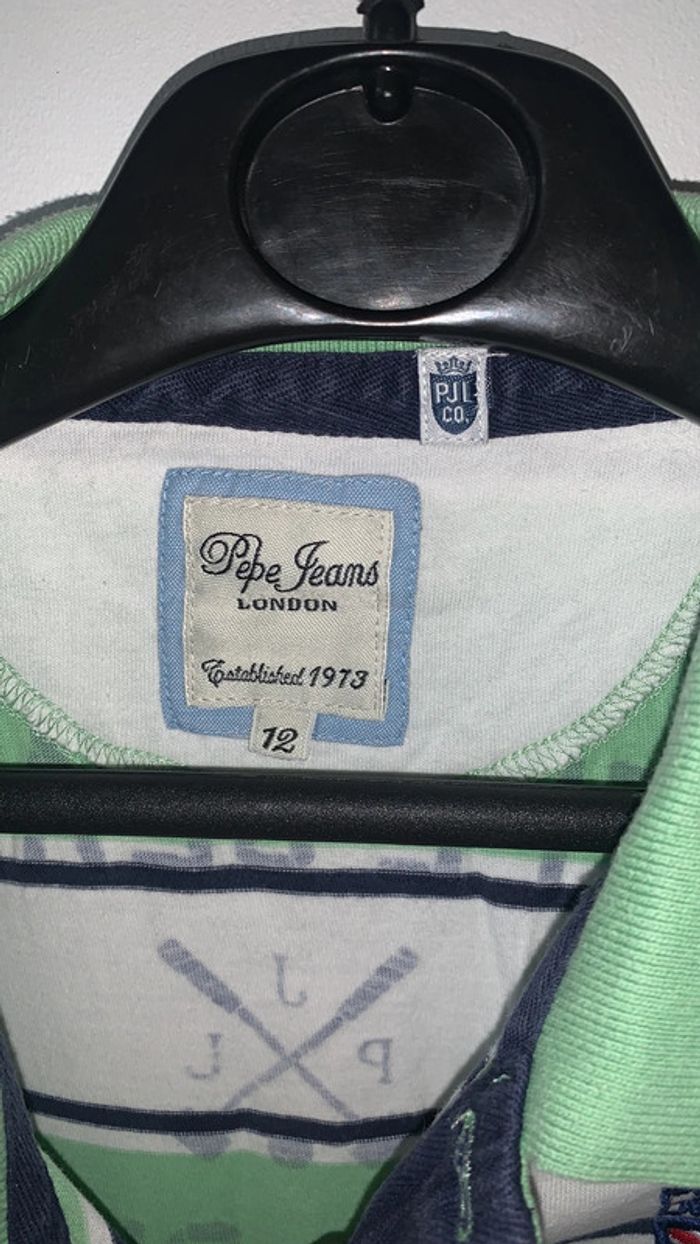 PJL
CO.
Pepe Jeans
LONDON
Established 1973
12
J
L P